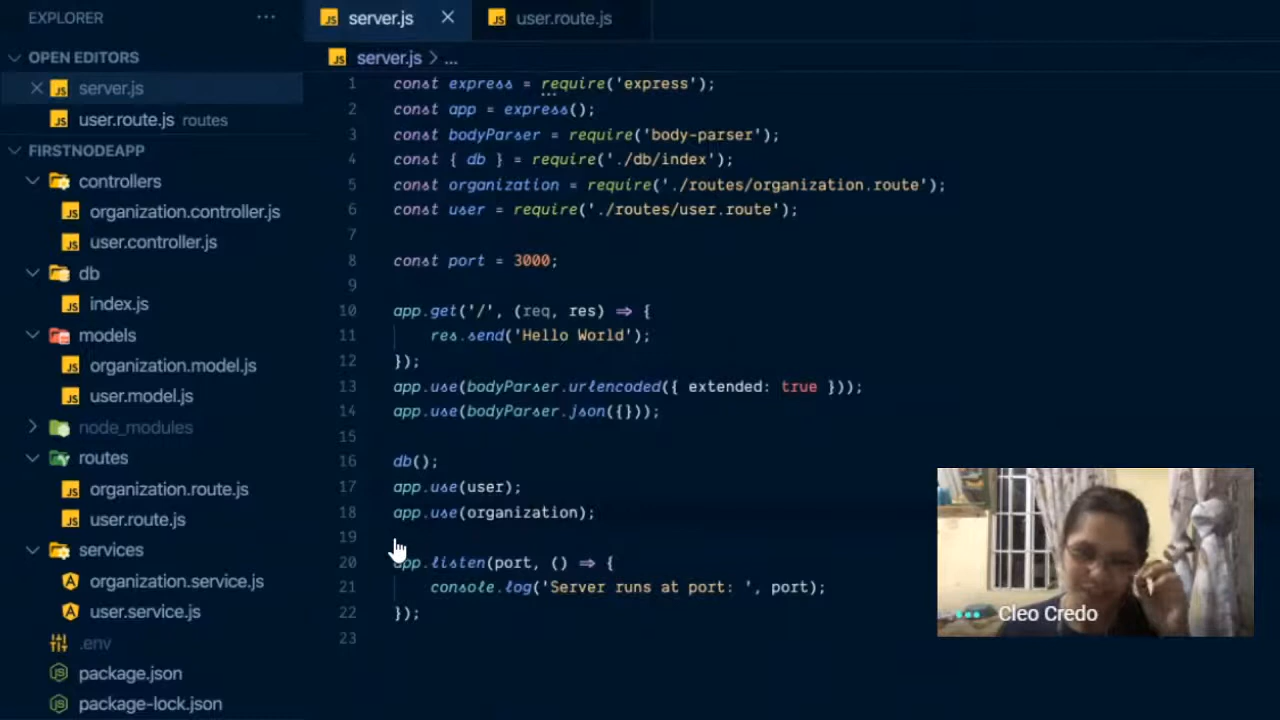 EXPLORER
OPEN EDITORS
server.js
user.route.js routes
FIRSTNODEAPP
controllers
organization.controller.js
user.controller.js
db
index.js
models
organization.model.js
user.model.js
node_modules
routes
organization.route.js
user.route.js
services
organization.service.js
user.service.js
.env
package.json
package-lock.json
server.js
user.route.js
server.js > ...
1 const express = require('express');
2 const app = express();
3 const bodyParser = require('body-parser');
4 const { db } = require('./db/index');
5 const organization = require('./routes/organization.route');
6 const user = require('./routes/user.route');
7
8 const port = 3000;
9
10 app.get('/', (req, res) => {
11 res.send('Hello World');
12 });
13 app.use(bodyParser.urlencoded({ extended: true }));
14 app.use(bodyParser.json({}));
15
16 db();
17 app.use(user);
18 app.use(organization);
19
20 app.listen(port, () => {
21 console.log('Server runs at port: ', port);
22 });
23
Cleo Credo